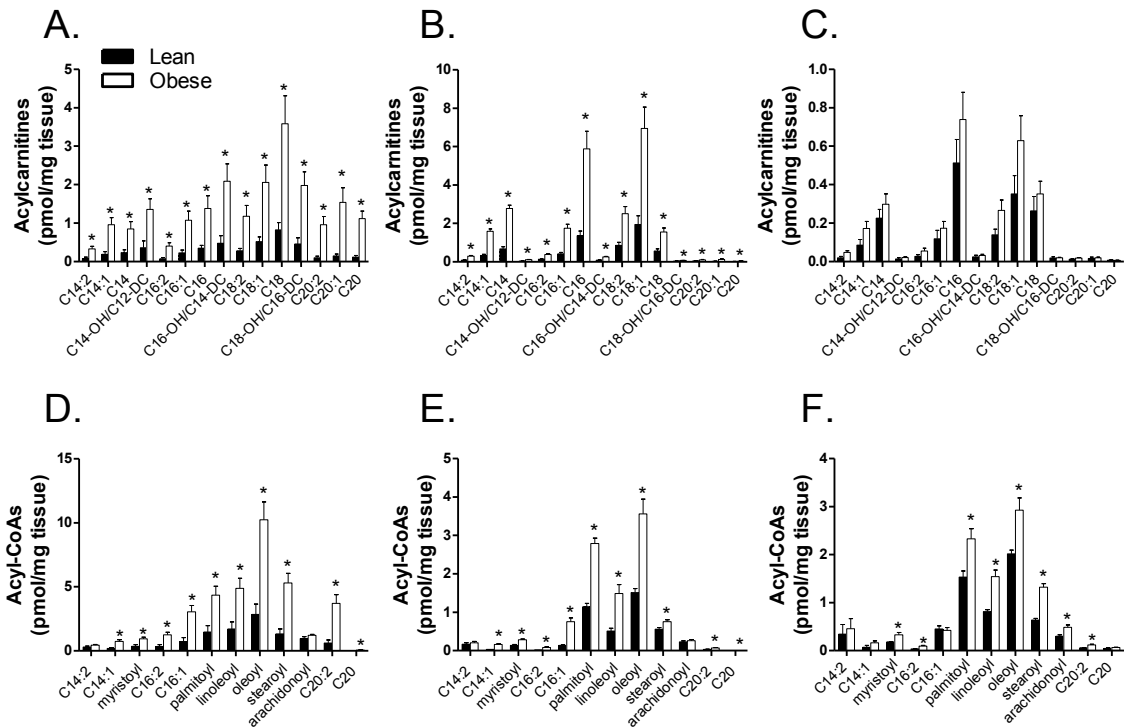 A.
Lean
Obese
Acylcarnitines
(pmol/mg tissue)
5
4
3
2
1
0
* * * * * * * * * * * * * * *
C14:2
C14:1
C14
C14-OH/C12-DC
C16:2
C16:1
C16
C16-OH/C14-DC
C18:2
C18:1
C18
C18-OH/C16-DC
C20:2
C20:1
C20
B.
Acylcarnitines
(pmol/mg tissue)
10
8
6
4
2
0
* * * * * * * * * * * * * * *
C14:2
C14:1
C14
C14-OH/C12-DC
C16:2
C16:1
C16
C16-OH/C14-DC
C18:2
C18:1
C18
C18-OH/C16-DC
C20:2
C20:1
C20
C.
Acylcarnitines
(pmol/mg tissue)
1.0
0.8
0.6
0.4
0.2
0.0
C14:2
C14:1
C14
C14-OH/C12-DC
C16:2
C16:1
C16
C16-OH/C14-DC
C18:2
C18:1
C18
C18-OH/C16-DC
C20:2
C20:1
C20
D.
Acyl-CoAs
(pmol/mg tissue)
15
10
5
0
* * * * * * * * * *
C14:2
C14:1
myristoyl
C16:2
C16:1
palmitoyl
linoleoyl
oleoyl
stearoyl
arachidonoyl
C20:2
C20
E.
Acyl-CoAs
(pmol/mg tissue)
5
4
3
2
1
0
* * * * * * * * * *
C14:2
C14:1
myristoyl
C16:2
C16:1
palmitoyl
linoleoyl
oleoyl
stearoyl
arachidonoyl
C20:2
C20
F.
Acyl-CoAs
(pmol/mg tissue)
4
3
2
1
0
* * * * * * * *
C14:2
C14:1
myristoyl
C16:2
C16:1
palmitoyl
linoleoyl
oleoyl
stearoyl
arachidonoyl
C20:2
C20